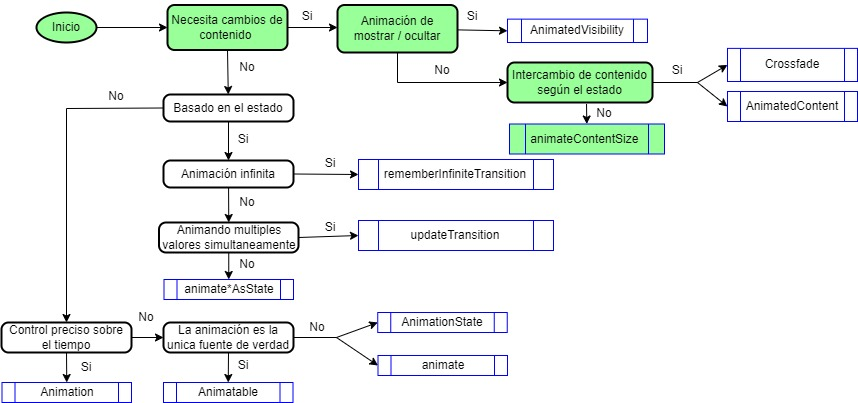 Inicio
Necesita cambios de
contenido
Si
Animación de
mostrar / ocultar
Si
AnimatedVisibility
No
No
Intercambio de contenido
según el estado
Si
Crossfade
AnimatedContent
No
animateContentSize
No
Basado en el estado
Si
Animación infinita
Si
rememberInfiniteTransition
No
Animando multiples
valores simultaneamente
Si
updateTransition
No
animate*AsState
Control preciso sobre
el tiempo
No
La animación es la
unica fuente de verdad
No
AnimationState
animate
Si
Animation
Si
Animatable